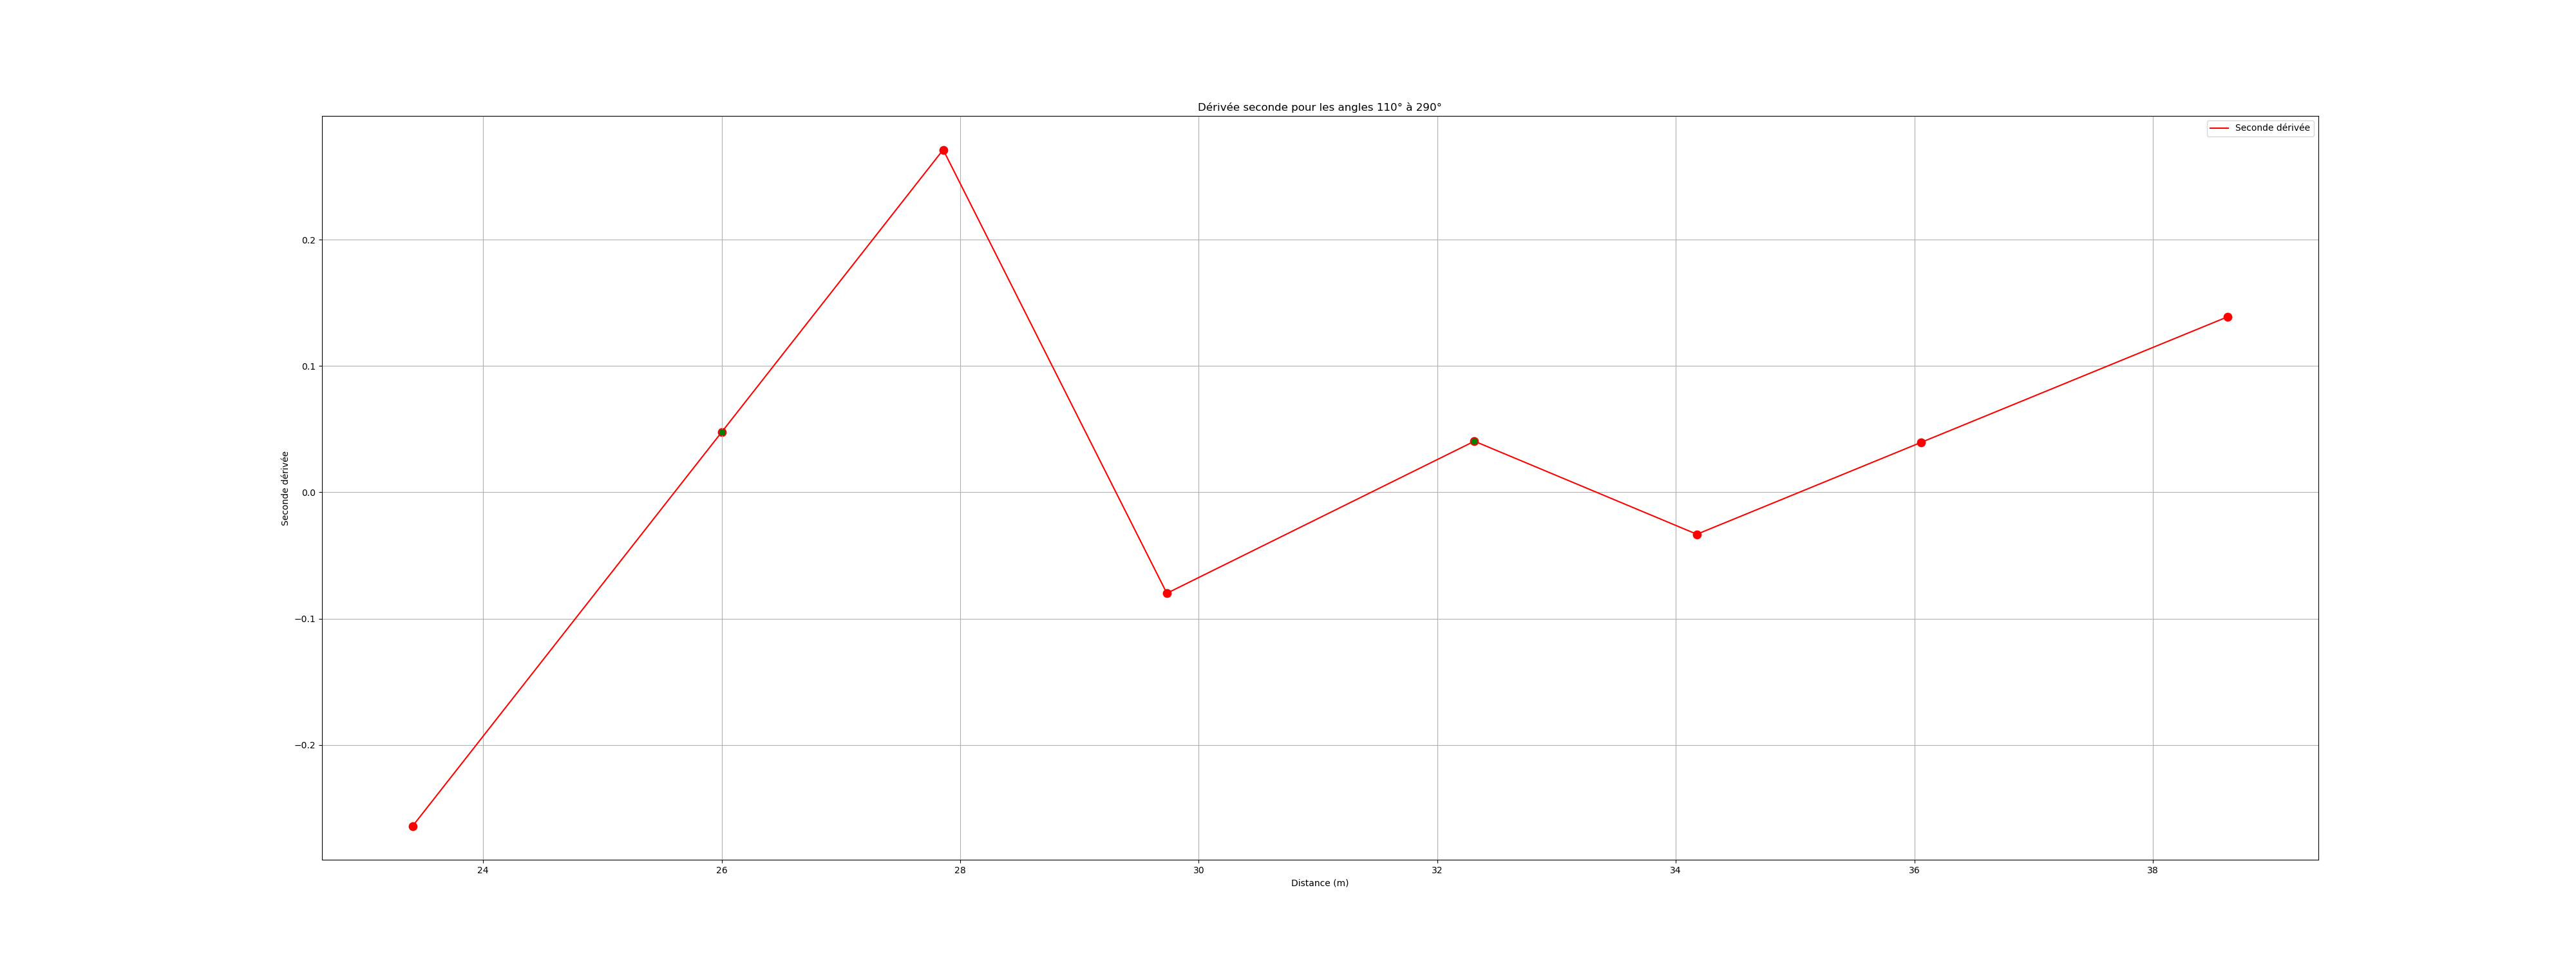 Dérivée seconde pour les angles 110° à 290°
Seconde dérivée
0.2
0.1
0.0
−0.1
−0.2
Seconde dérivée
24 26 28 30 32 34 36 38
Distance (m)